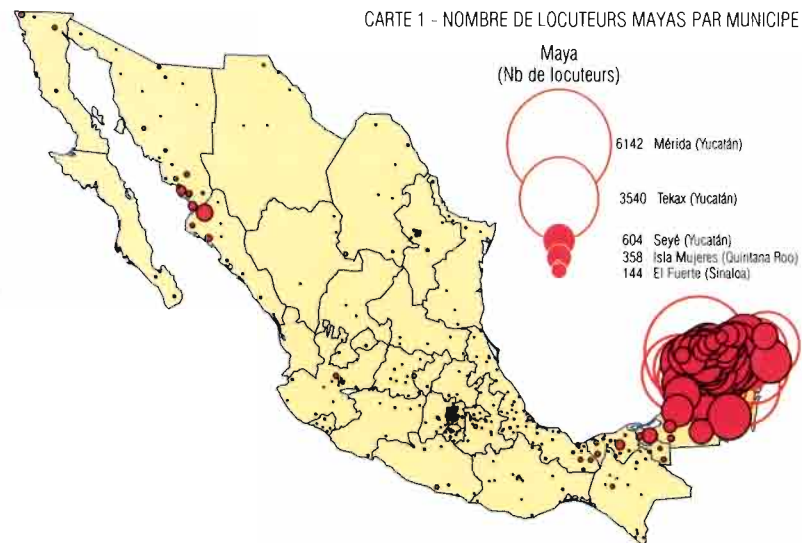 CARTE 1 - NOMBRE DE LOCUTEURS MAYAS PAR MUNICIPE
Maya
(Nb de locuteurs)
6142 Mérida (Yucatán)
3540 Tekax (Yucatán)
604 Seyé (Yucatán)
358 Isla Mujeres (Quintana Roo)
144 El Fuerte (Sinaloa)